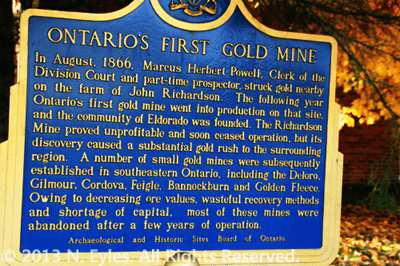 ONTARIO'S FIRST GOLD MINE
In August, 1866, Marcus Herbert Powell, Clerk of the
Division Court and part-time prospector, struck gold nearby
on the farm of John Richardson. The following year
Ontario's first gold mine went into production on that site,
and the community of Eldorado was founded. The Richardson
Mine proved unprofitable and soon ceased operation, but its
discovery caused a substantial gold rush to the surrounding
region. A number of small gold mines were subsequently
established in southeastern Ontario, including the Deloro,
Gilmour, Cordova, Feigle, Bannockburn and Golden Fleece.
Owing to decreasing ore values, wasteful recovery methods
and shortage of capital, most of these mines were
abandoned after a few years of operation.
Archaeological and Historic Sites Board of Ontario
© 2013 N. Eyles. All Rights Reserved.